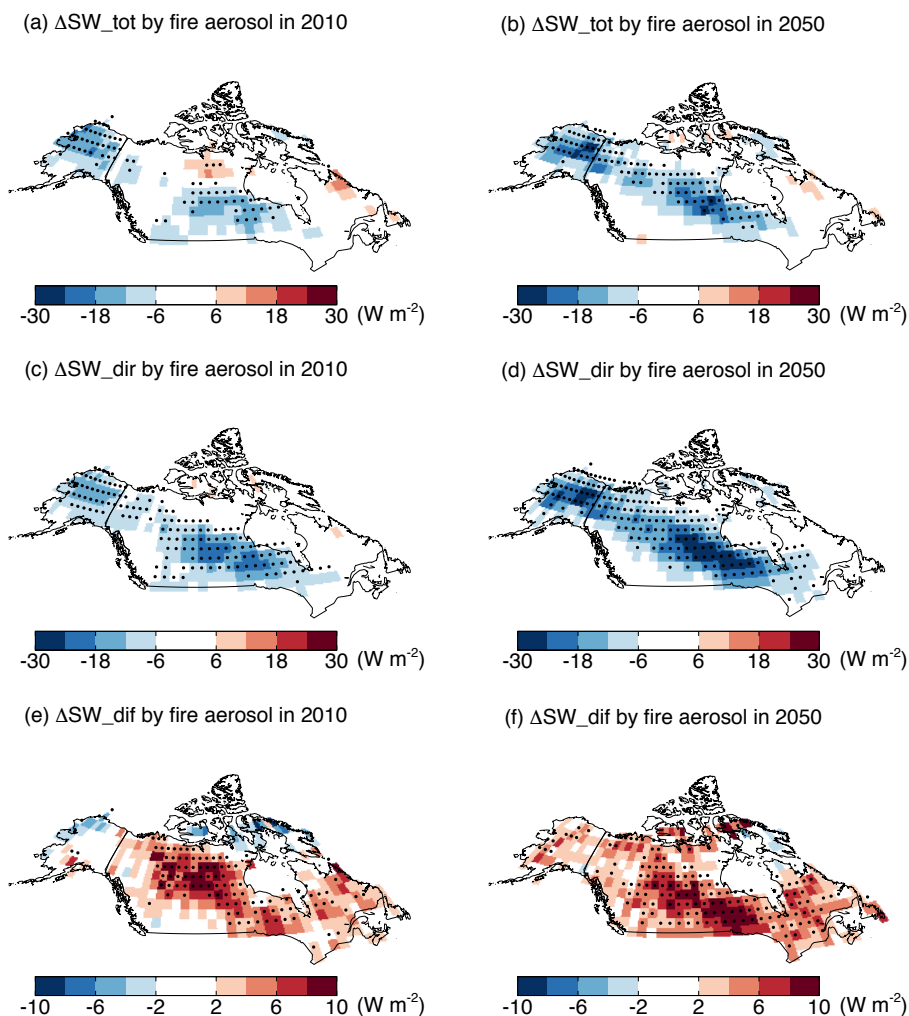 (a) ΔSW_tot by fire aerosol in 2010
(b) ΔSW_tot by fire aerosol in 2050
-30 -18 -6 6 18 30 (W m⁻²)
-30 -18 -6 6 18 30 (W m⁻²)
(c) ΔSW_dir by fire aerosol in 2010
(d) ΔSW_dir by fire aerosol in 2050
-30 -18 -6 6 18 30 (W m⁻²)
-30 -18 -6 6 18 30 (W m⁻²)
(e) ΔSW_dif by fire aerosol in 2010
(f) ΔSW_dif by fire aerosol in 2050
-10 -6 -2 2 6 10 (W m⁻²)
-10 -6 -2 2 6 10 (W m⁻²)